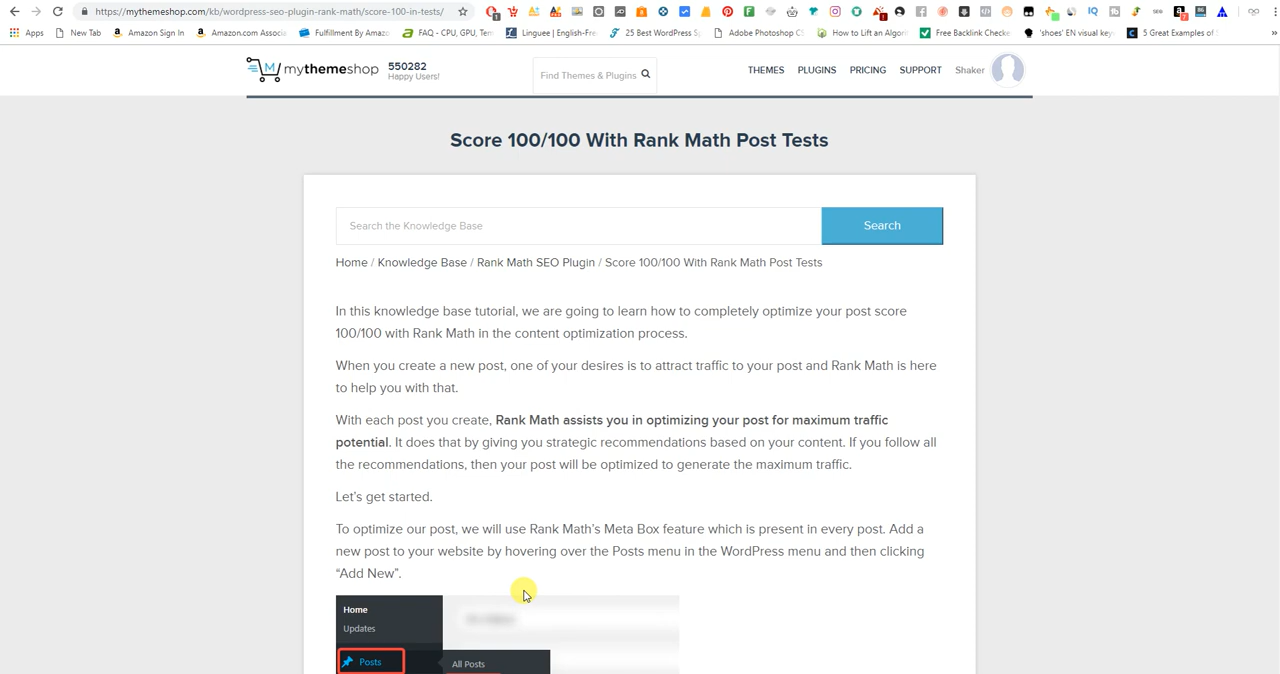 https://mythemeshop.com/kb/wordpress-seo-plugin-rank-math/score-100-in-tests/
Apps New Tab Amazon Sign In Amazon.com Associ Fulfillment By Amazo FAQ - CPU, GPU, Tem Linguee | English-Fre 25 Best WordPress S Adobe Photoshop C How to Lift an Algori Free Backlink Checke 'shoes' EN visual key 5 Great Examples of
mythemeshop 550282 Happy Users! Find Themes & Plugins THEMES PLUGINS PRICING SUPPORT Shaker
Score 100/100 With Rank Math Post Tests
Search the Knowledge Base Search
Home / Knowledge Base / Rank Math SEO Plugin / Score 100/100 With Rank Math Post Tests
In this knowledge base tutorial, we are going to learn how to completely optimize your post score
100/100 with Rank Math in the content optimization process.
When you create a new post, one of your desires is to attract traffic to your post and Rank Math is here
to help you with that.
With each post you create, Rank Math assists you in optimizing your post for maximum traffic
potential. It does that by giving you strategic recommendations based on your content. If you follow all
the recommendations, then your post will be optimized to generate the maximum traffic.
Let's get started.
To optimize our post, we will use Rank Math's Meta Box feature which is present in every post. Add a
new post to your website by hovering over the Posts menu in the WordPress menu and then clicking
"Add New".
Home
Updates
Posts All Posts